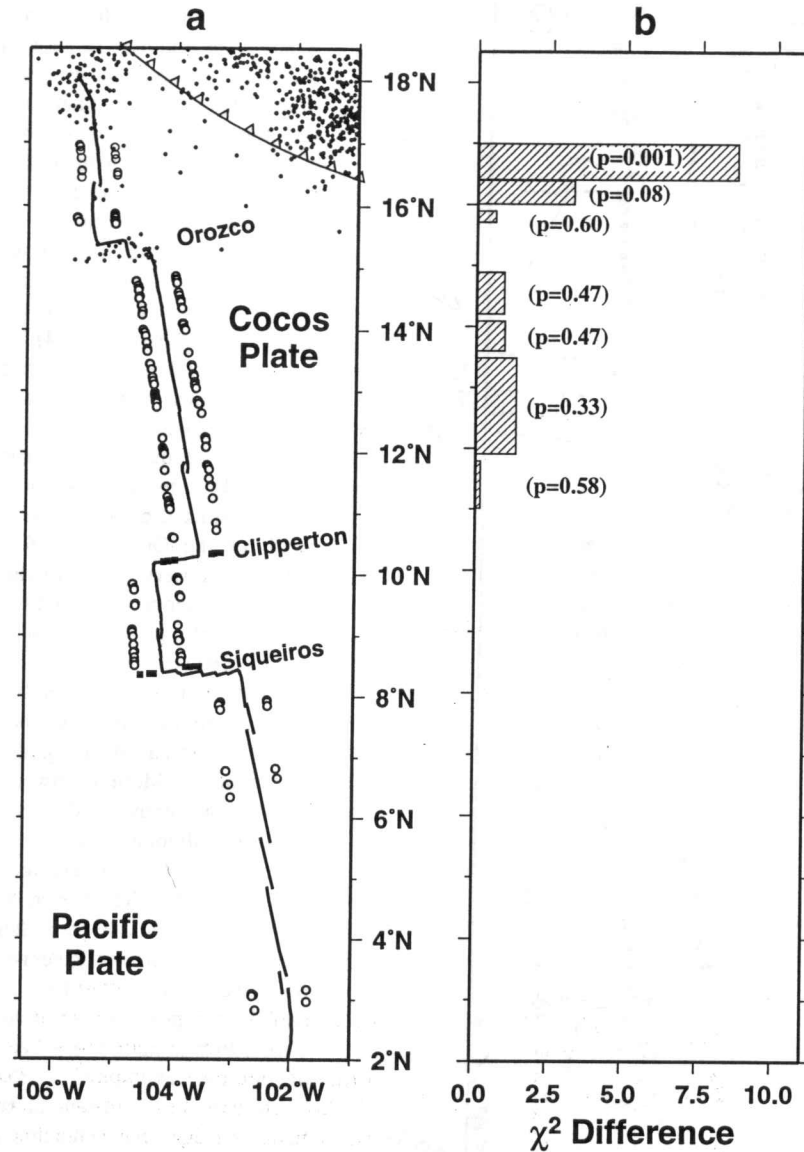 a
b
18°N
16°N
14°N
12°N
10°N
8°N
6°N
4°N
2°N
Orozco
Cocos
Plate
Clipperton
Siqueiros
Pacific
Plate
106°W
104°W
102°W
(p=0.001)
(p=0.08)
(p=0.60)
(p=0.47)
(p=0.47)
(p=0.33)
(p=0.58)
0.0
2.5
5.0
7.5
10.0
χ² Difference